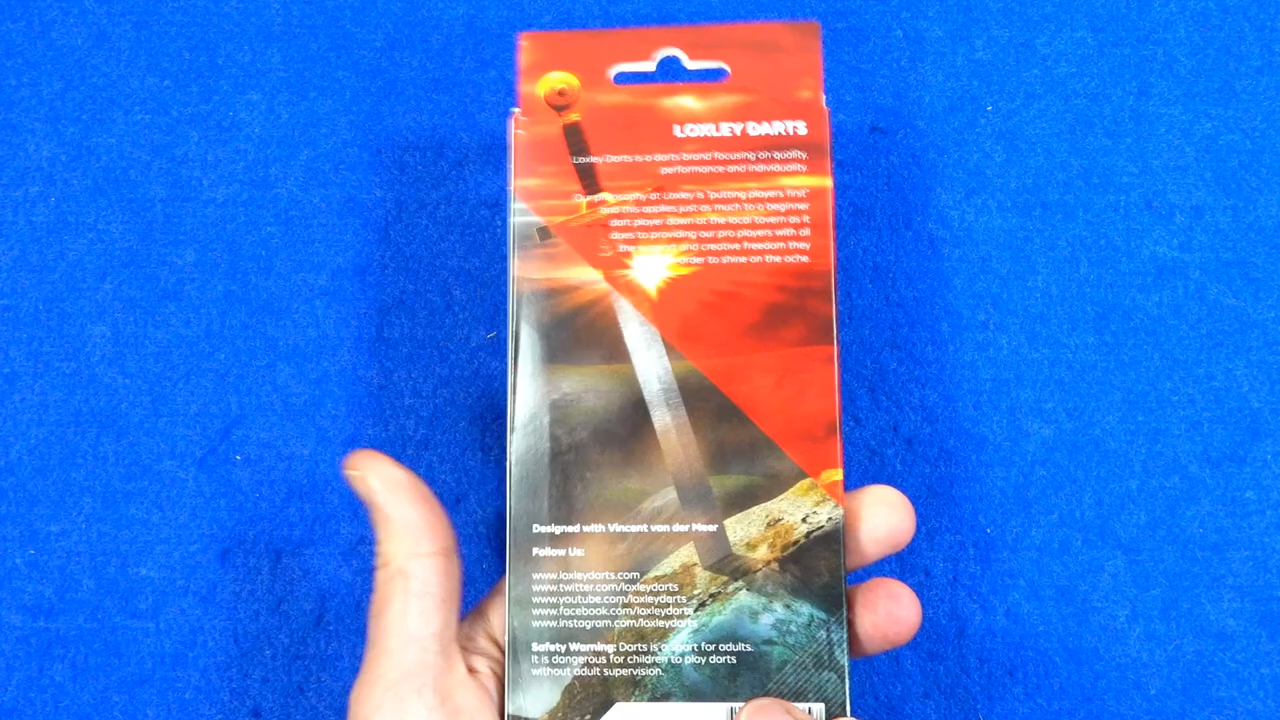 LOXLEY DARTS
Loxley Darts is a darts brand focusing on quality,
performance and individuality.
Our philosophy at Loxley is "putting players first"
and this applies just as much to a beginner
dart player down at the local tavern as it
does to providing our pro players with all
the support and creative freedom they
order to shine on the oche.
Designed with Vincent van der Meer
Follow Us:
www.loxleydarts.com
www.twitter.com/loxleydarts
www.youtube.com/loxleydarts
www.facebook.com/loxleydarts
www.instagram.com/loxleydarts
Safety Warning: Darts is a sport for adults.
It is dangerous for children to play darts
without adult supervision.